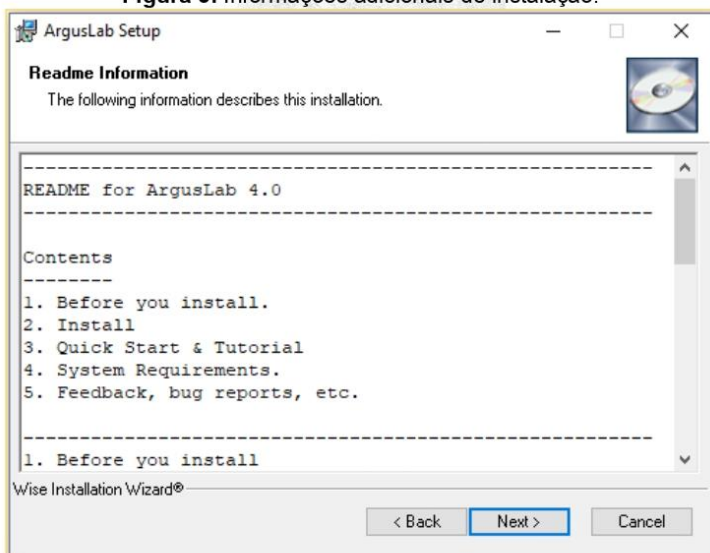 Informações adicionais de instalação.
ArgusLab Setup
Readme Information
The following information describes this installation.
------------------------------------------------------
README for ArgusLab 4.0
------------------------------------------------------
Contents
--------
1. Before you install.
2. Install
3. Quick Start & Tutorial
4. System Requirements.
5. Feedback, bug reports, etc.
------------------------------------------------------
1. Before you install
Wise Installation Wizard®
< Back
Next >
Cancel